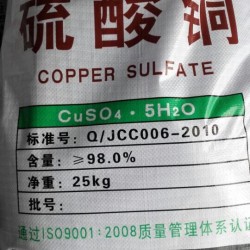 硫酸铜
COPPER SULFATE
CuSO4·5H2O
标准号：Q/JCC006-2010
含量：≥98.0%
净重：25kg
批号：
通过ISO9001:2008质量管理体系认证